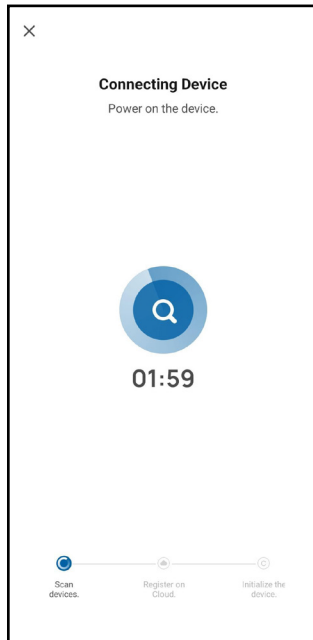 Connecting Device
Power on the device.
01:59
Scan
devices.
Register on
Cloud.
Initialize the
device.